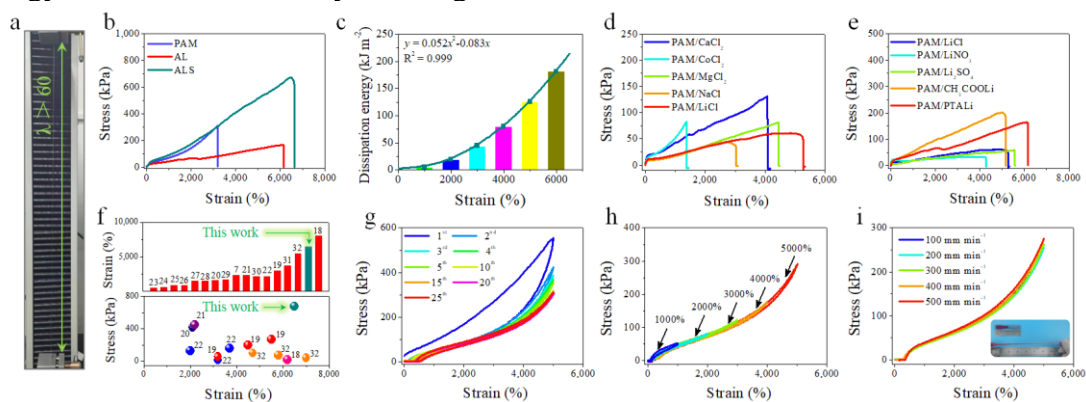 a
λ > 60
b
Stress (kPa)
1,000
800
600
400
200
0
PAM
AL
ALS
0 2,000 4,000 6,000 8,000
Strain (%)
c
Dissipation energy (kJ m⁻²)
300
200
100
0
y = 0.052x²-0.083x
R² = 0.999
0 2000 4000 6000
Strain (%)
d
Stress (kPa)
200
150
100
50
0
PAM/CaCl₂
PAM/CoCl₂
PAM/MgCl₂
PAM/NaCl
PAM/LiCl
0 2,000 4,000 6,000
Strain (%)
e
Stress (kPa)
500
400
300
200
100
0
PAM/LiCl
PAM/LiNO₃
PAM/Li₂SO₄
PAM/CH₃COOLi
PAM/PTALi
0 2,000 4,000 6,000 8,000
Strain (%)
f
Strain (%)
10,000
5,000
This work
23 24 25 26 27 28 20 29 7 21 30 22 19 31 32 18
Stress (kPa)
800
400
0
This work
21
20
22
19
22
22
19
32
19
32
18
32
0 2,000 4,000 6,000 8,000
Strain (%)
g
Stress (kPa)
600
400
200
0
1ˢᵗ 2ⁿᵈ
3ʳᵈ 4ᵗʰ
5ᵗʰ 10ᵗʰ
15ᵗʰ 20ᵗʰ
25ᵗʰ
0 2,000 4,000 6,000
Strain (%)
h
Stress (kPa)
400
300
200
100
0
1000%
2000%
3000%
4000%
5000%
0 2,000 4,000 6,000
Strain (%)
i
Stress (kPa)
300
200
100
0
100 mm min⁻¹
200 mm min⁻¹
300 mm min⁻¹
400 mm min⁻¹
500 mm min⁻¹
0 2,000 4,000 6,000
Strain (%)